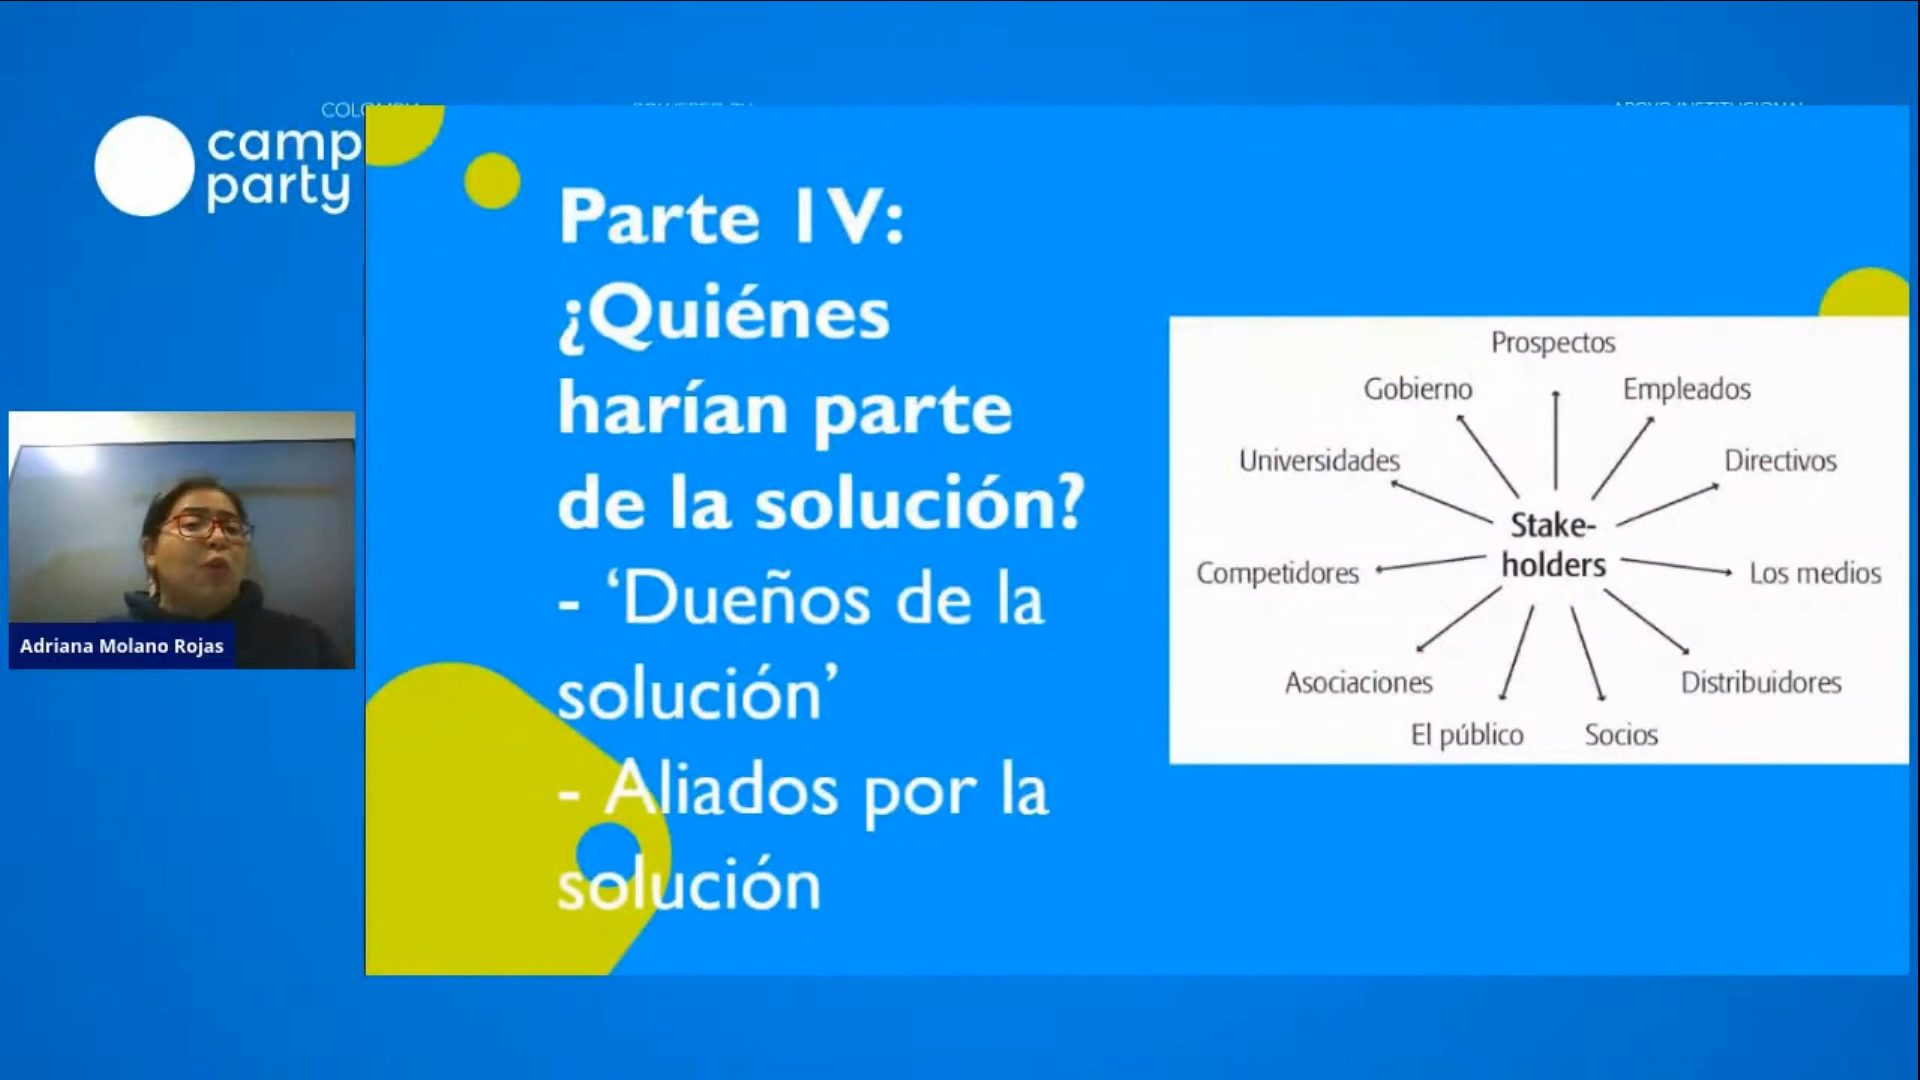 camp
party
Parte IV:
¿Quiénes
harían parte
de la solución?
- ‘Dueños de la
solución’
- Aliados por la
solución
Prospectos
Gobierno
Empleados
Universidades
Directivos
Stake-
holders
Competidores
Los medios
Asociaciones
Distribuidores
El público
Socios
Adriana Molano Rojas